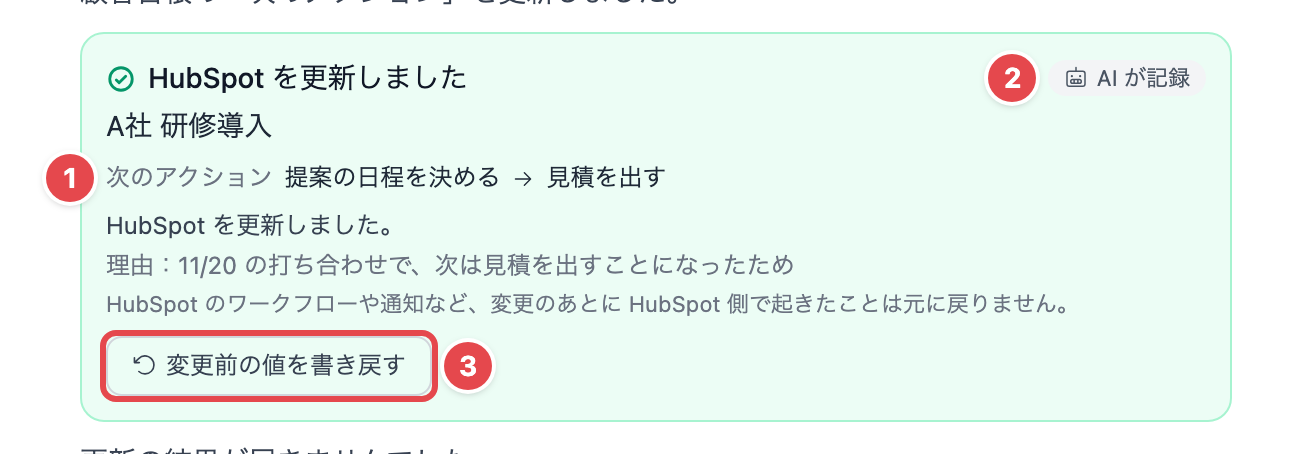 HubSpot を更新しました
2
AI が記録
A社 研修導入
1
次のアクション 提案の日程を決める → 見積を出す
HubSpot を更新しました。
理由：11/20 の打ち合わせで、次は見積を出すことになったため
HubSpot のワークフローや通知など、変更のあとに HubSpot 側で起きたことは元に戻りません。
変更前の値を書き戻す
3